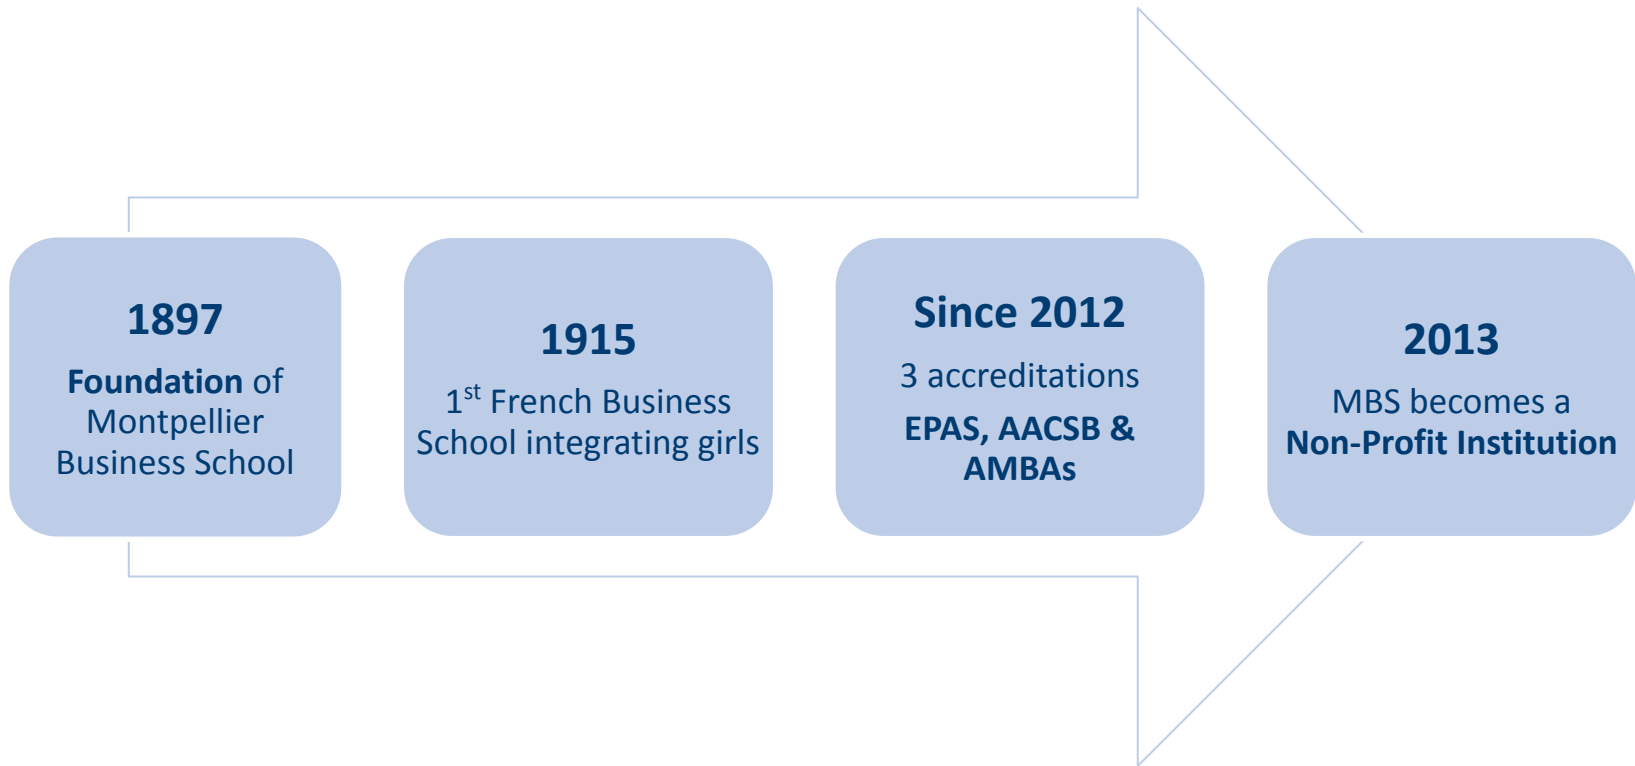 1897
Foundation of
Montpellier
Business School
1915
1st French Business
School integrating girls
Since 2012
3 accreditations
EPAS, AACSB &
AMBAs
2013
MBS becomes a
Non-Profit Institution